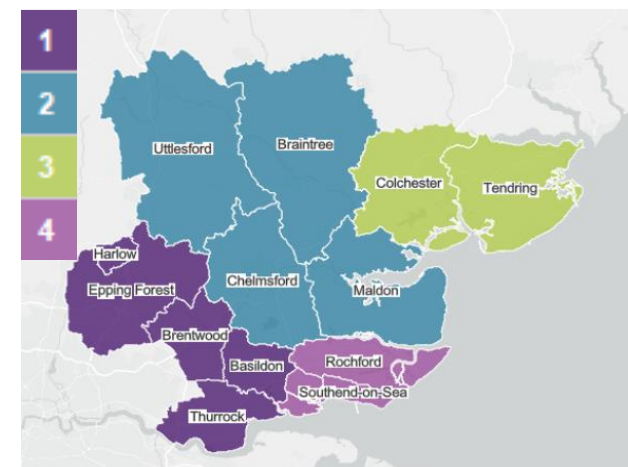 1
2
3
4
Uttlesford
Braintree
Colchester
Tendring
Harlow
Epping Forest
Chelmsford
Maldon
Brentwood
Basildon
Rochford
Southend-on-Sea
Thurrock